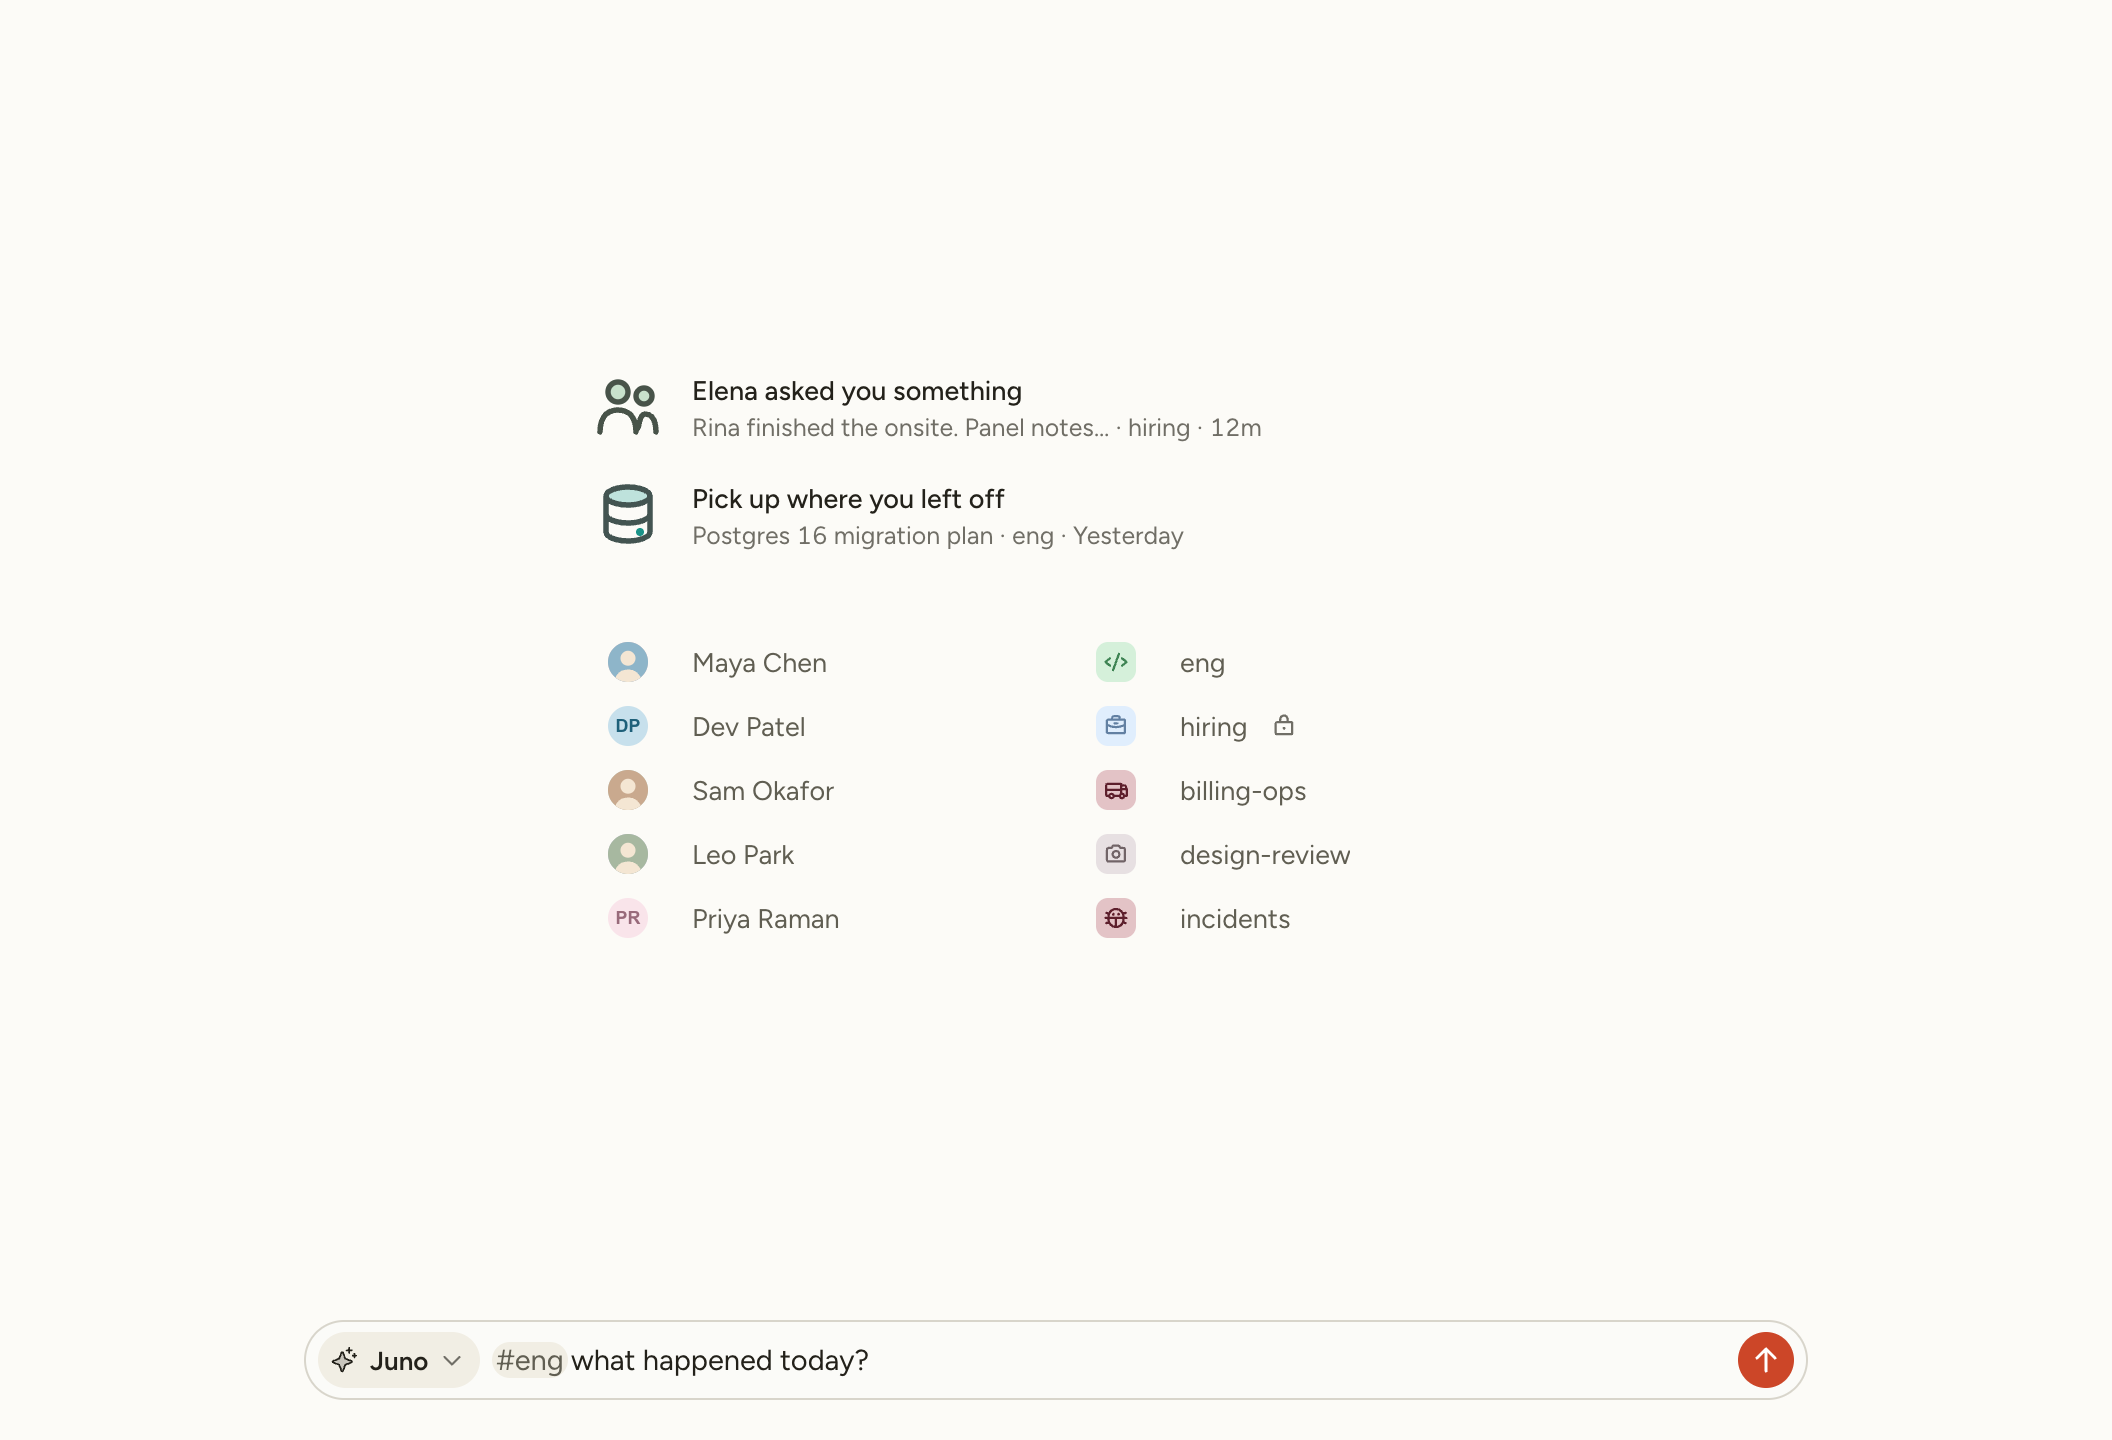 Elena asked you something
Rina finished the onsite. Panel notes... · hiring · 12m
Pick up where you left off
Postgres 16 migration plan · eng · Yesterday
Maya Chen
DP Dev Patel
Sam Okafor
Leo Park
PR Priya Raman
eng
hiring
billing-ops
design-review
incidents
Juno #eng what happened today?